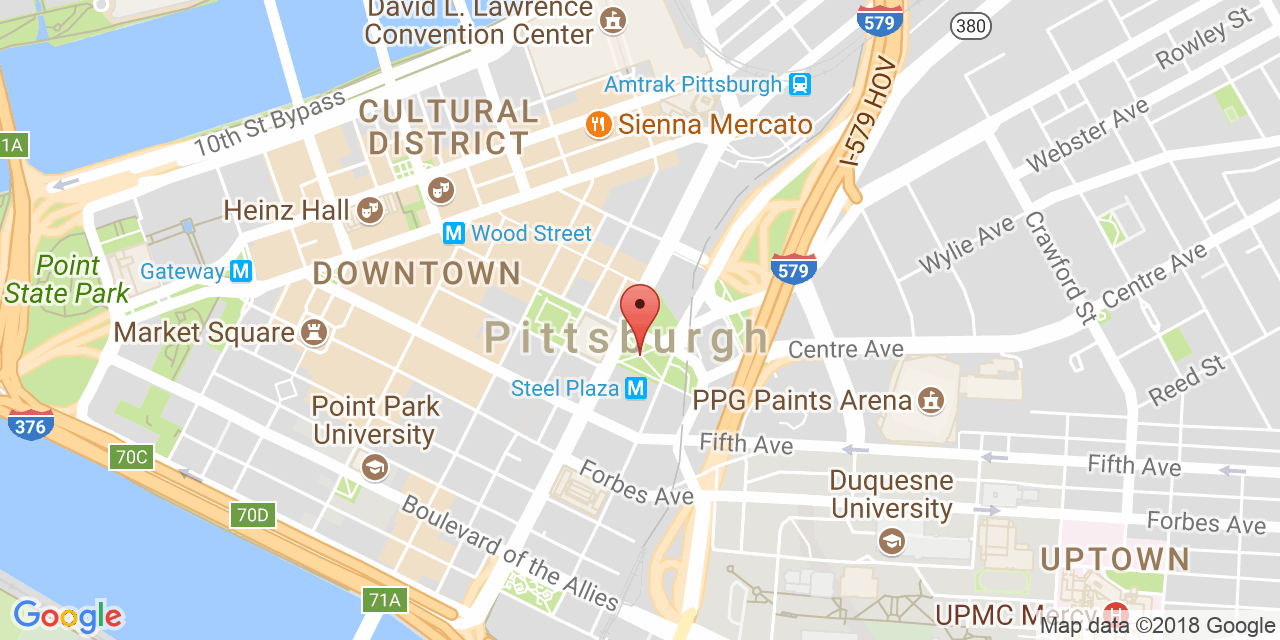 David L. Lawrence
Convention Center
579
380
Rowley St
Amtrak Pittsburgh
I-579 HOV
10th St Bypass
CULTURAL
DISTRICT
Sienna Mercato
Webster Ave
1A
Heinz Hall
M Wood Street
Wylie Ave
Crawford St
Centre Ave
Point
State Park
Gateway M
DOWNTOWN
579
Market Square
Pittsburgh
Centre Ave
Reed St
Steel Plaza M
PPG Paints Arena
Point Park
University
376
70C
Fifth Ave
Fifth Ave
Forbes Ave
Duquesne
University
70D
Boulevard of the Allies
Forbes Ave
UPTOWN
71A
Google
UPMC Mercy
H
Map data ©2018 Google